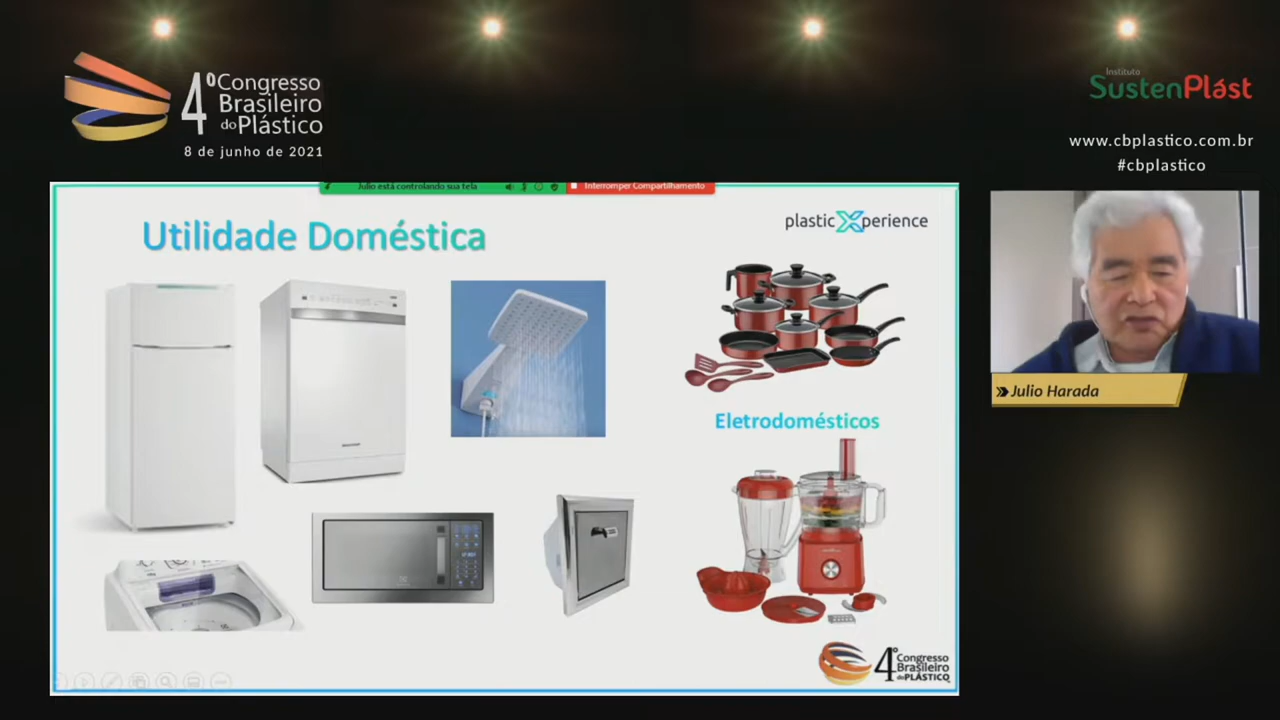 4º Congresso
Brasileiro
do Plástico
8 de junho de 2021
Instituto
SustenPlást
www.cbplastico.com.br
#cbplastico
Julio está controlando sua tela
Interromper Compartilhamento
Utilidade Doméstica
plasticXperience
Eletrodomésticos
4º Congresso
Brasileiro
do PLÁSTICO
Julio Harada